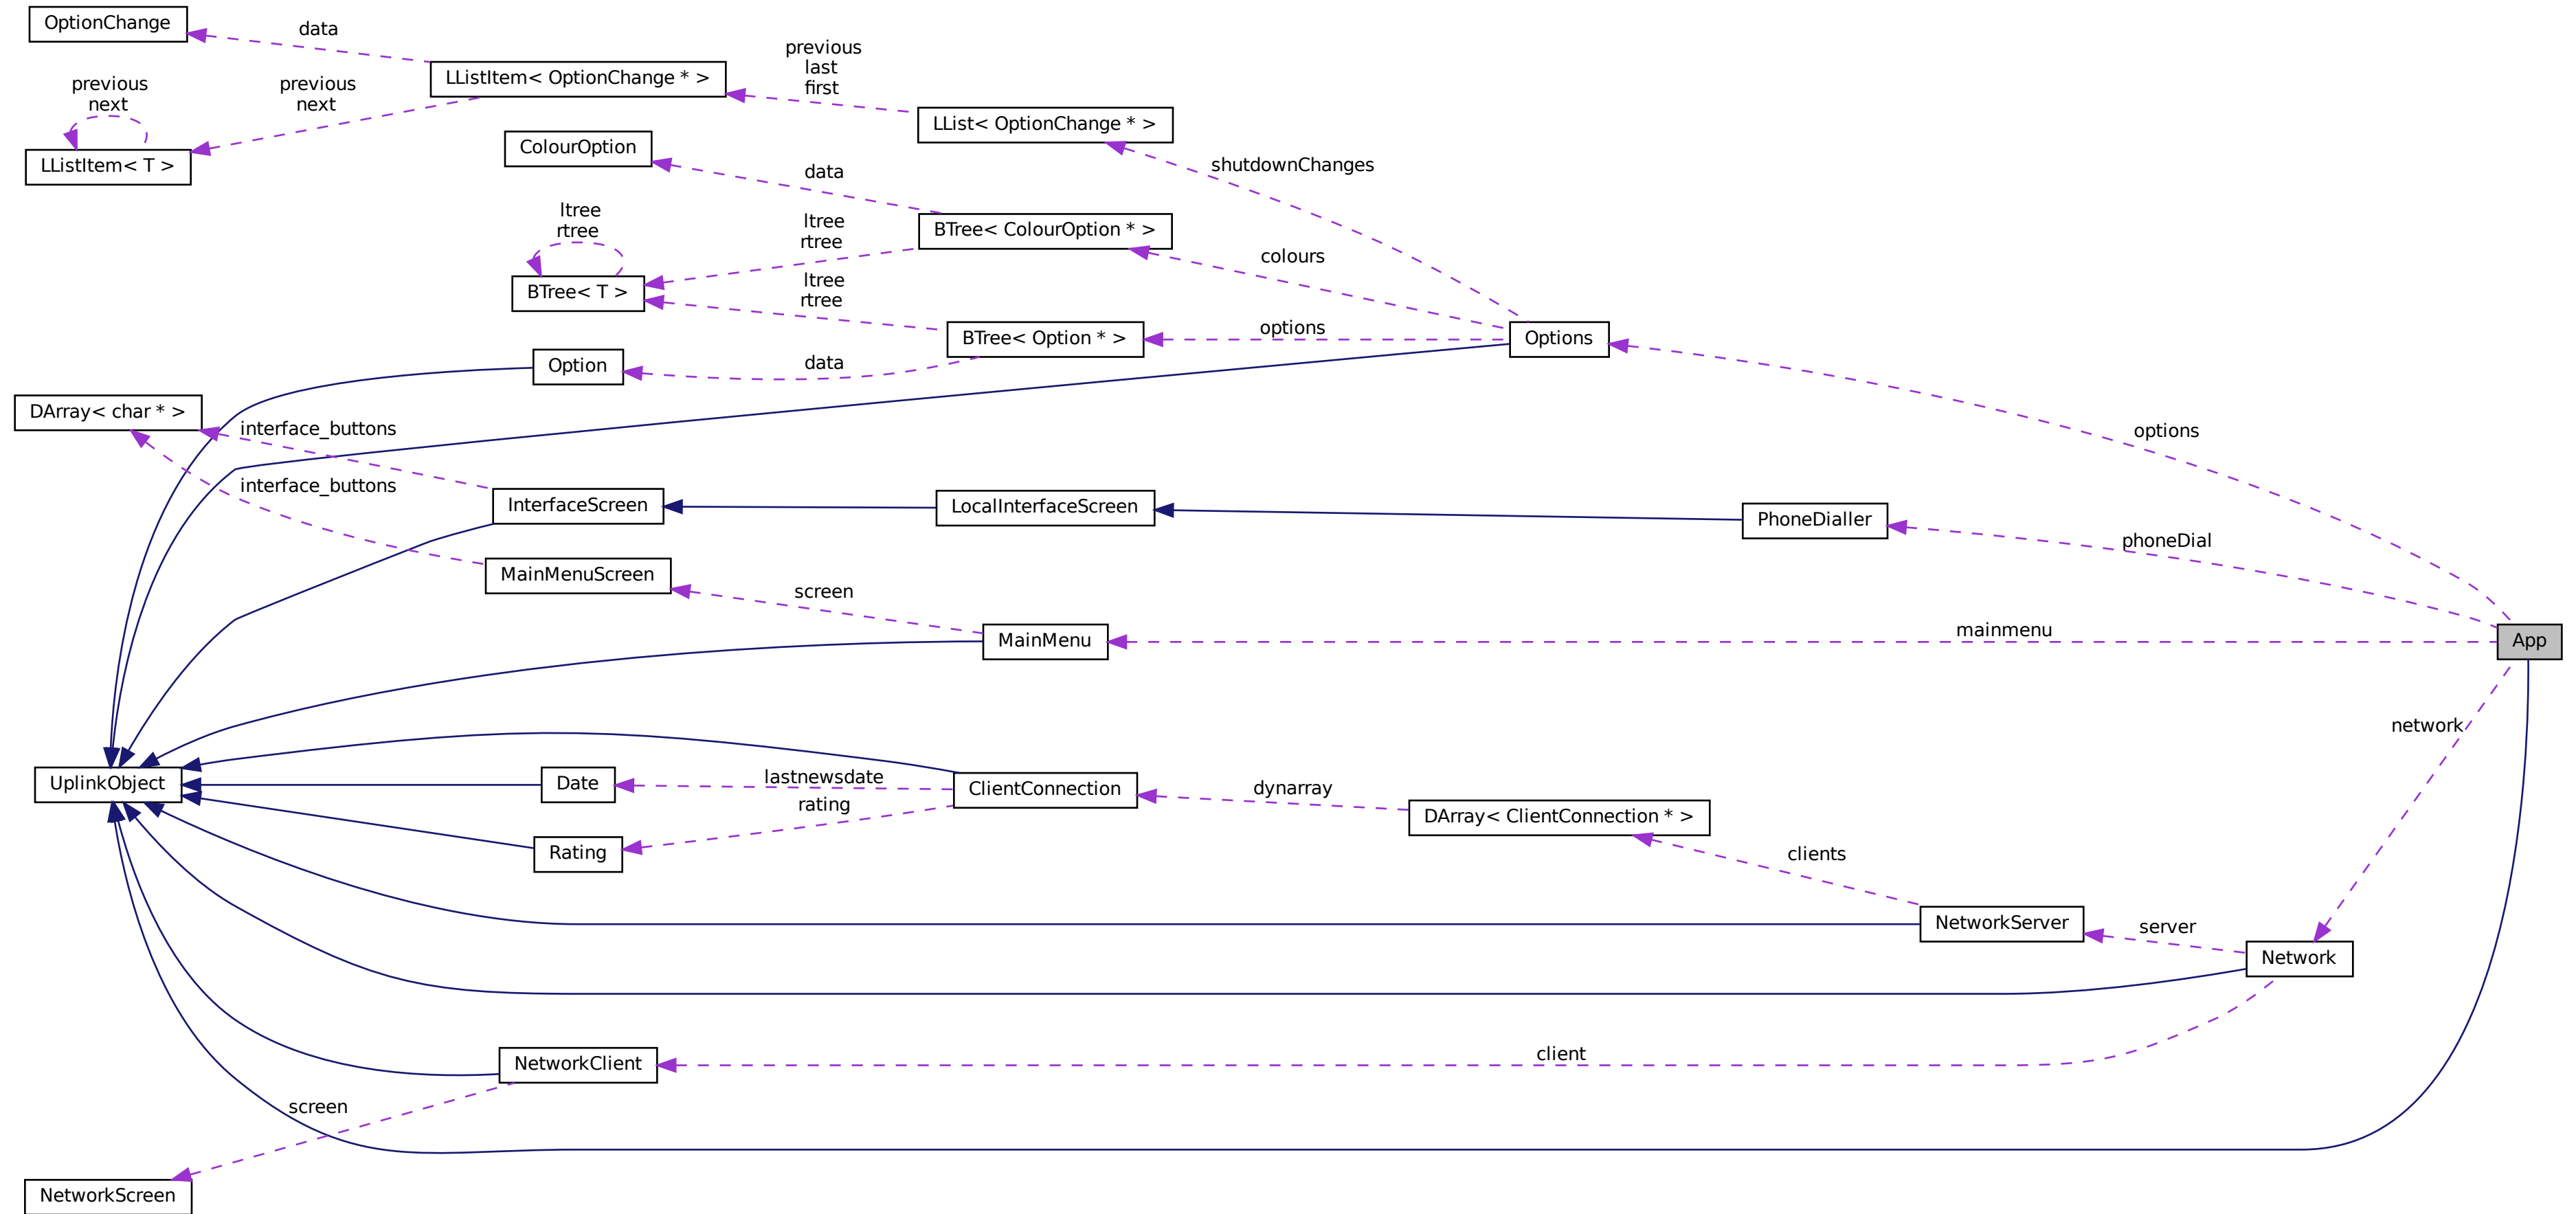 OptionChange
data
previous
last
first
LListItem< OptionChange * >
previous
next
previous
next
LList< OptionChange * >
ColourOption
LListItem< T >
shutdownChanges
data
ltree
rtree
ltree
rtree
BTree< ColourOption * >
colours
BTree< T >
ltree
rtree
options
BTree< Option * >
Options
Option
data
DArray< char * >
interface_buttons
options
interface_buttons
InterfaceScreen
LocalInterfaceScreen
PhoneDialler
phoneDial
MainMenuScreen
screen
mainmenu
MainMenu
App
network
UplinkObject
Date
lastnewsdate
rating
ClientConnection
dynarray
DArray< ClientConnection * >
Rating
clients
NetworkServer
server
Network
client
NetworkClient
screen
NetworkScreen